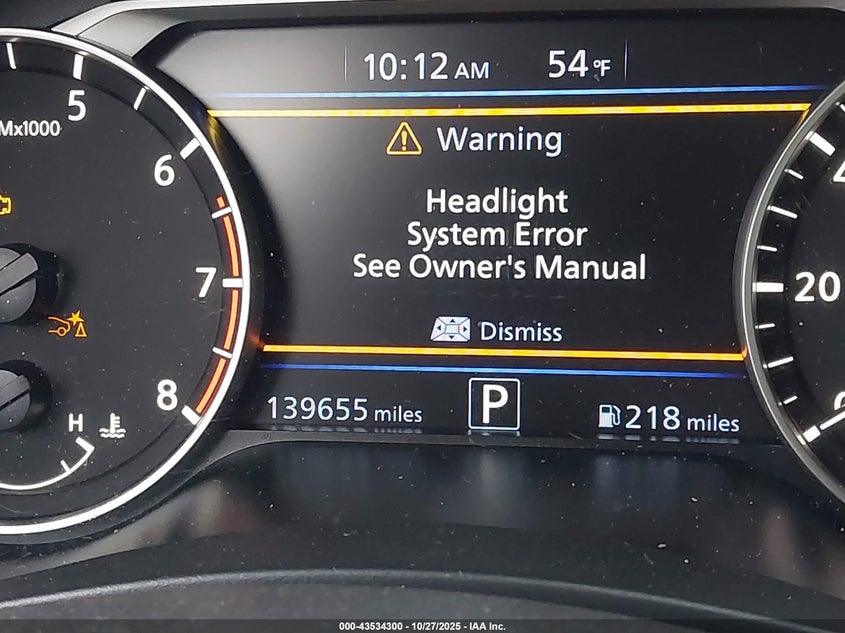 10:12 AM 54°F
Warning
Headlight
System Error
See Owner's Manual
Dismiss
139655 miles P 218 miles
5
Mx1000
6
7
8
H
20
000-43534300 - 10/27/2025 - IAA Inc.